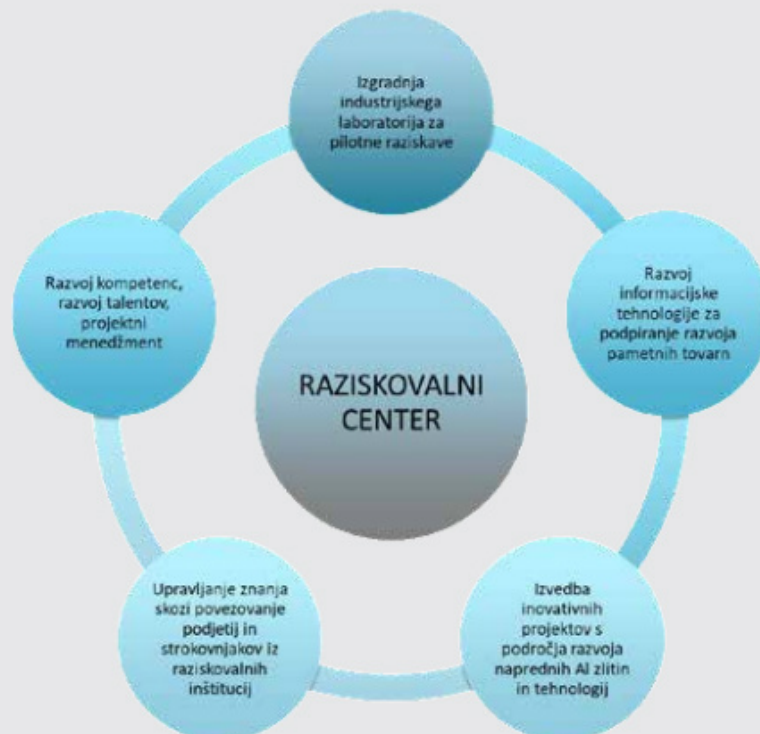 Izgradnja
industrijskega
laboratorija za
pilotne raziskave
Razvoj
informacijske
tehnologije za
podpiranje razvoja
pametnih tovarn
Izvedba
inovativnih
projektov s
področja razvoja
naprednih Al zlitin
in tehnologij
Upravljanje znanja
skozi povezovanje
podjetij in
strokovnjakov iz
raziskovalnih
inštitucij
Razvoj kompetenc,
razvoj talentov,
projektni
menedžment
RAZISKOVALNI
CENTER